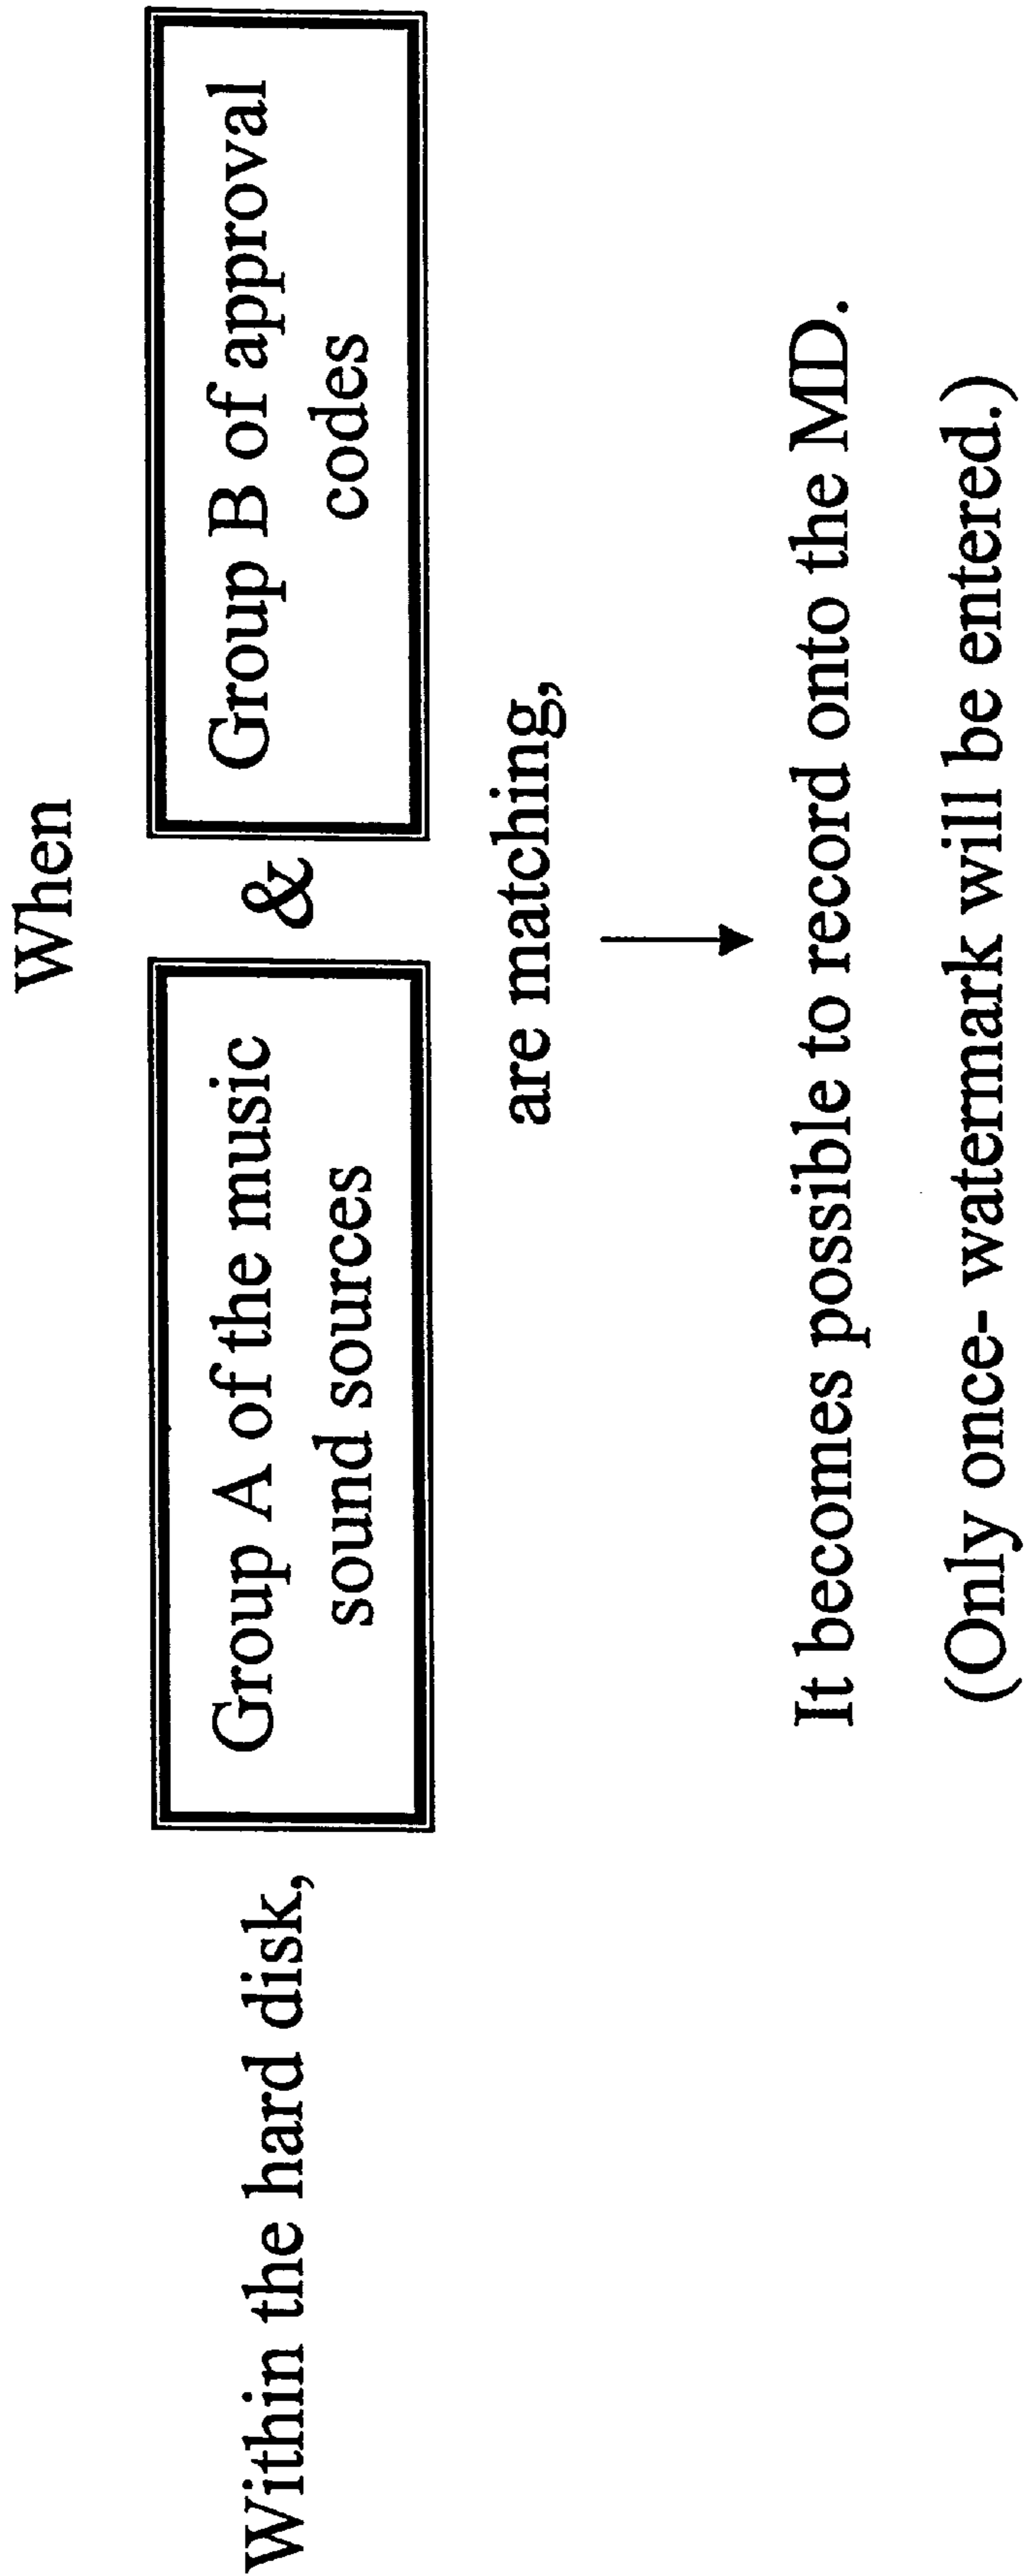 When
Within the hard disk,
Group A of the music
sound sources
&
Group B of approval
codes
are matching,
It becomes possible to record onto the MD.
(Only once- watermark will be entered.)